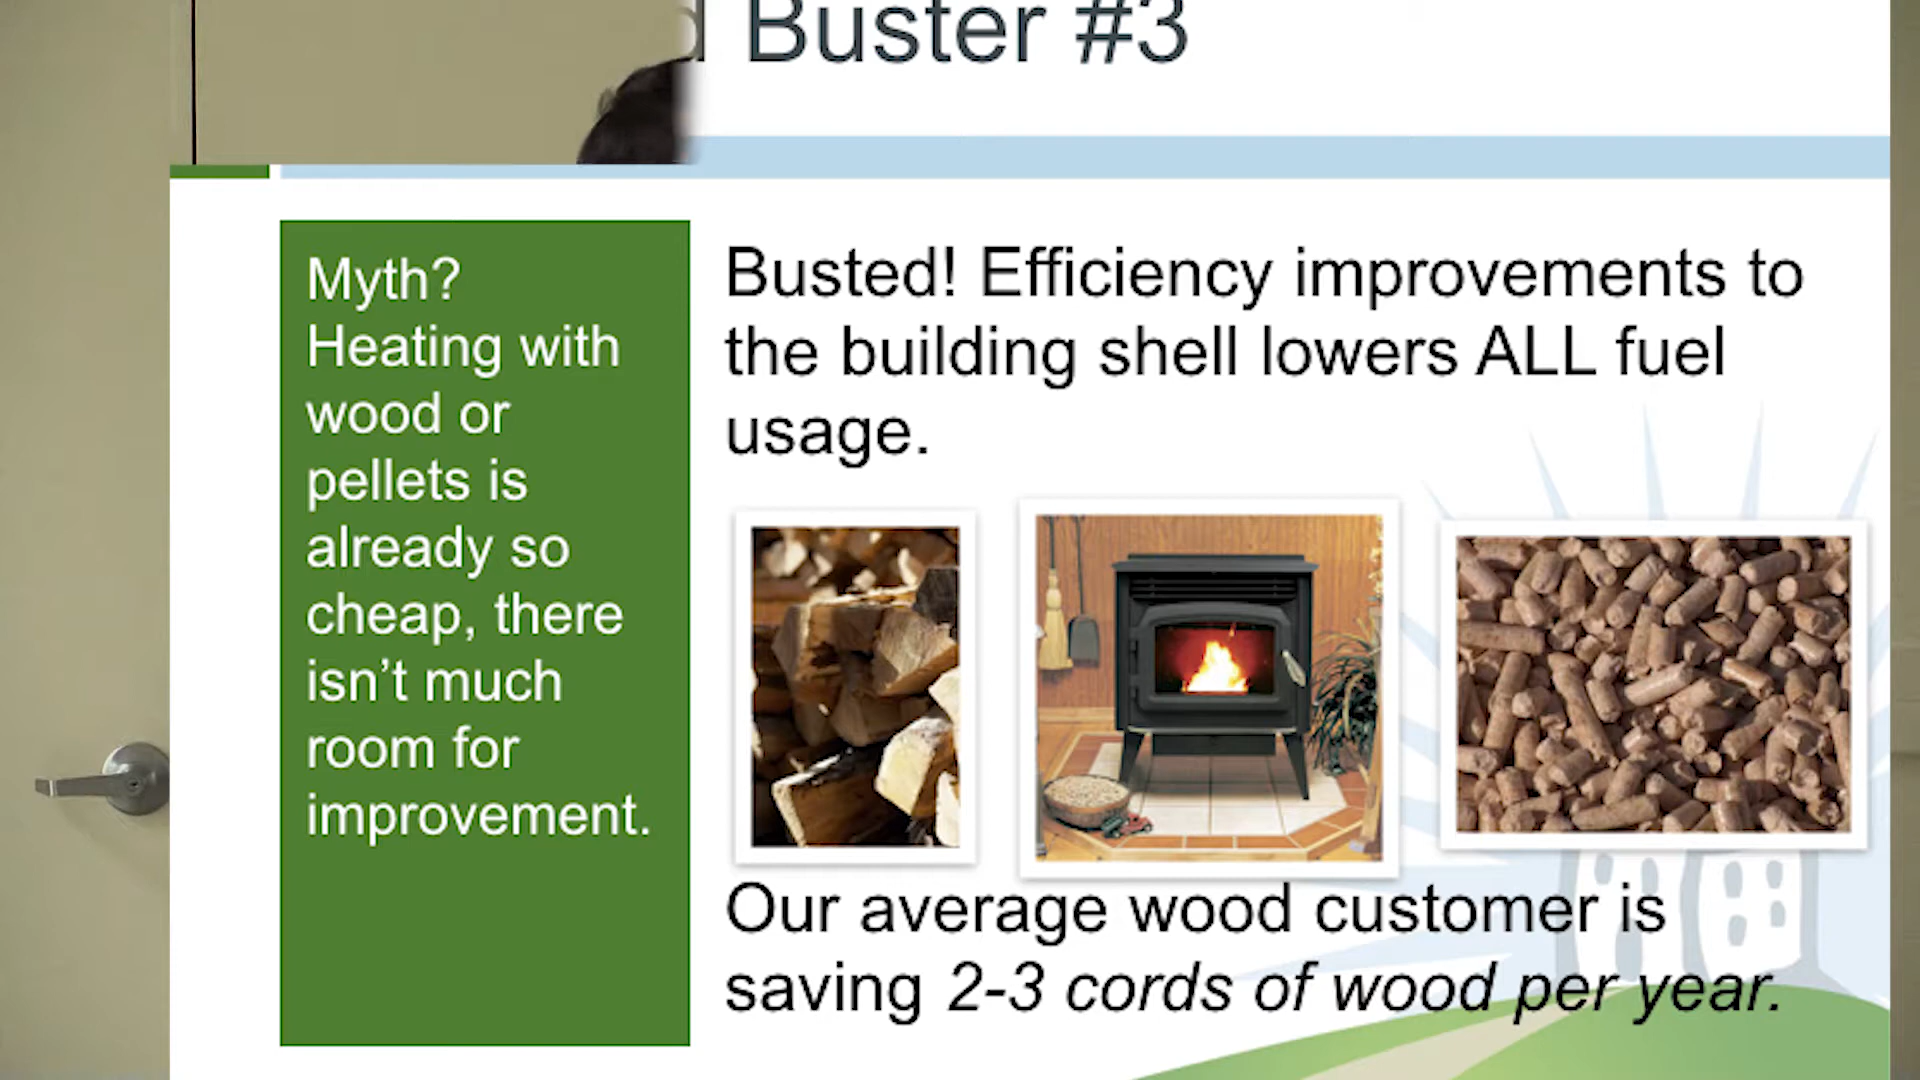 Buster #3
Myth?
Heating with
wood or
pellets is
already so
cheap, there
isn’t much
room for
improvement.
Busted! Efficiency improvements to
the building shell lowers ALL fuel
usage.
Our average wood customer is
saving 2-3 cords of wood per year.